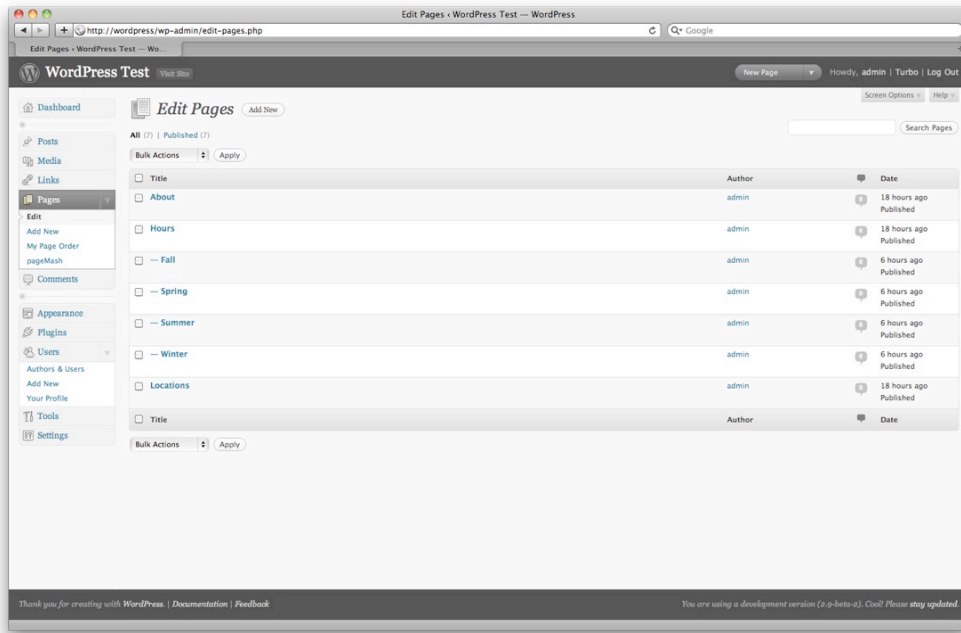 Edit Pages ‹ WordPress Test — WordPress
http://wordpress/wp-admin/edit-pages.php
Google
Edit Pages ‹ WordPress Test — Wo...
WordPress Test Visit Site
New Page
Howdy, admin | Turbo | Log Out
Screen Options
Help
Dashboard
Posts
Media
Links
Pages
Edit
Add New
My Page Order
pageMash
Comments
Appearance
Plugins
Users
Authors & Users
Add New
Your Profile
Tools
Settings
Edit Pages Add New
All (7) | Published (7)
Search Pages
Bulk Actions Apply
Title Author Date
About admin 0 18 hours ago
Published
Hours admin 0 18 hours ago
Published
— Fall admin 0 6 hours ago
Published
— Spring admin 0 6 hours ago
Published
— Summer admin 0 6 hours ago
Published
— Winter admin 0 6 hours ago
Published
Locations admin 0 18 hours ago
Published
Title Author Date
Bulk Actions Apply
Thank you for creating with WordPress. | Documentation | Feedback
You are using a development version (2.9-beta-2). Cool! Please stay updated.